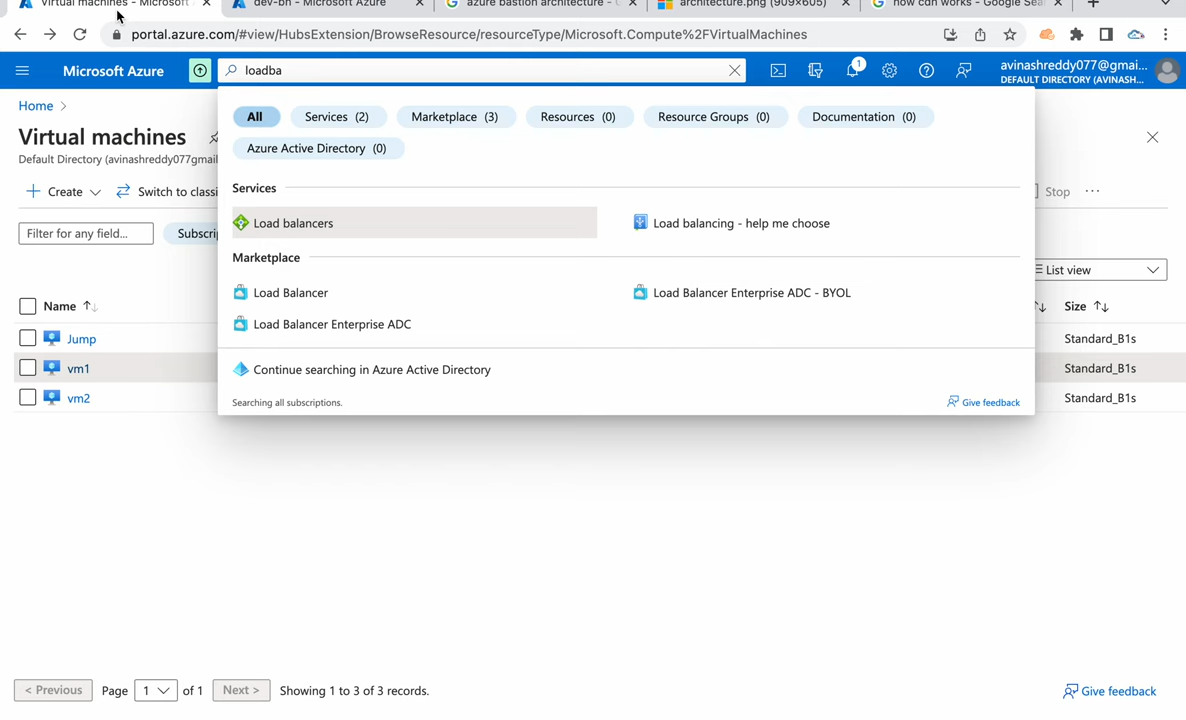 Virtual machines - Microsoft
dev-bn - Microsoft Azure
azure bastion architecture -
architecture.png (909×605)
how cdn works - Google Sea
portal.azure.com/#view/HubsExtension/BrowseResource/resourceType/Microsoft.Compute%2FVirtualMachines
Microsoft Azure
loadba
1
avinashreddy077@gmai...
DEFAULT DIRECTORY (AVINASH...
Home
All
Services (2)
Marketplace (3)
Resources (0)
Resource Groups (0)
Documentation (0)
Virtual machines
Azure Active Directory (0)
Default Directory (avinashreddy077gmail
Create
Switch to classi
Services
Stop
Load balancers
Load balancing - help me choose
Filter for any field...
Subscrip
Marketplace
List view
Load Balancer
Load Balancer Enterprise ADC - BYOL
Name
Size
Load Balancer Enterprise ADC
Jump
Standard_B1s
vm1
Continue searching in Azure Active Directory
Standard_B1s
vm2
Standard_B1s
Searching all subscriptions.
Give feedback
< Previous
Page
1
of 1
Next >
Showing 1 to 3 of 3 records.
Give feedback